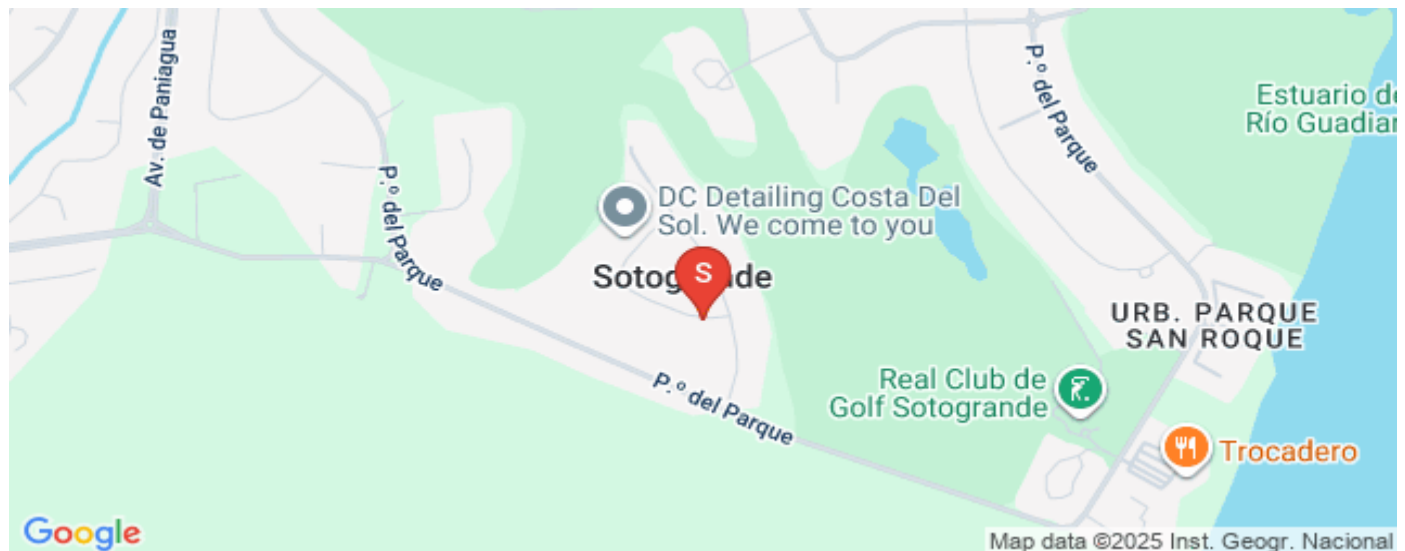 Av. de Paniagua
P.º del Parque
Estuario de
Río Guadiar
P.º del Parque
DC Detailing Costa Del
Sol. We come to you
S
URB. PARQUE
SAN ROQUE
P.º del Parque
Real Club de
Golf Sotogrande
Trocadero
Google
Map data ©2025 Inst. Geogr. Nacional